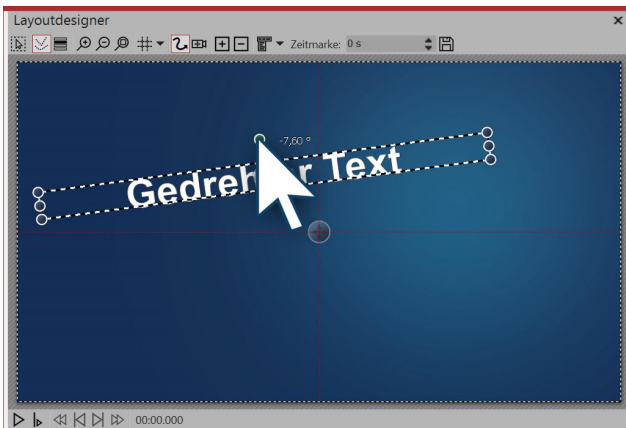 Layoutdesigner
Zeitmarke: 0 s
-7,60 °
Gedreh r Text
00:00.000